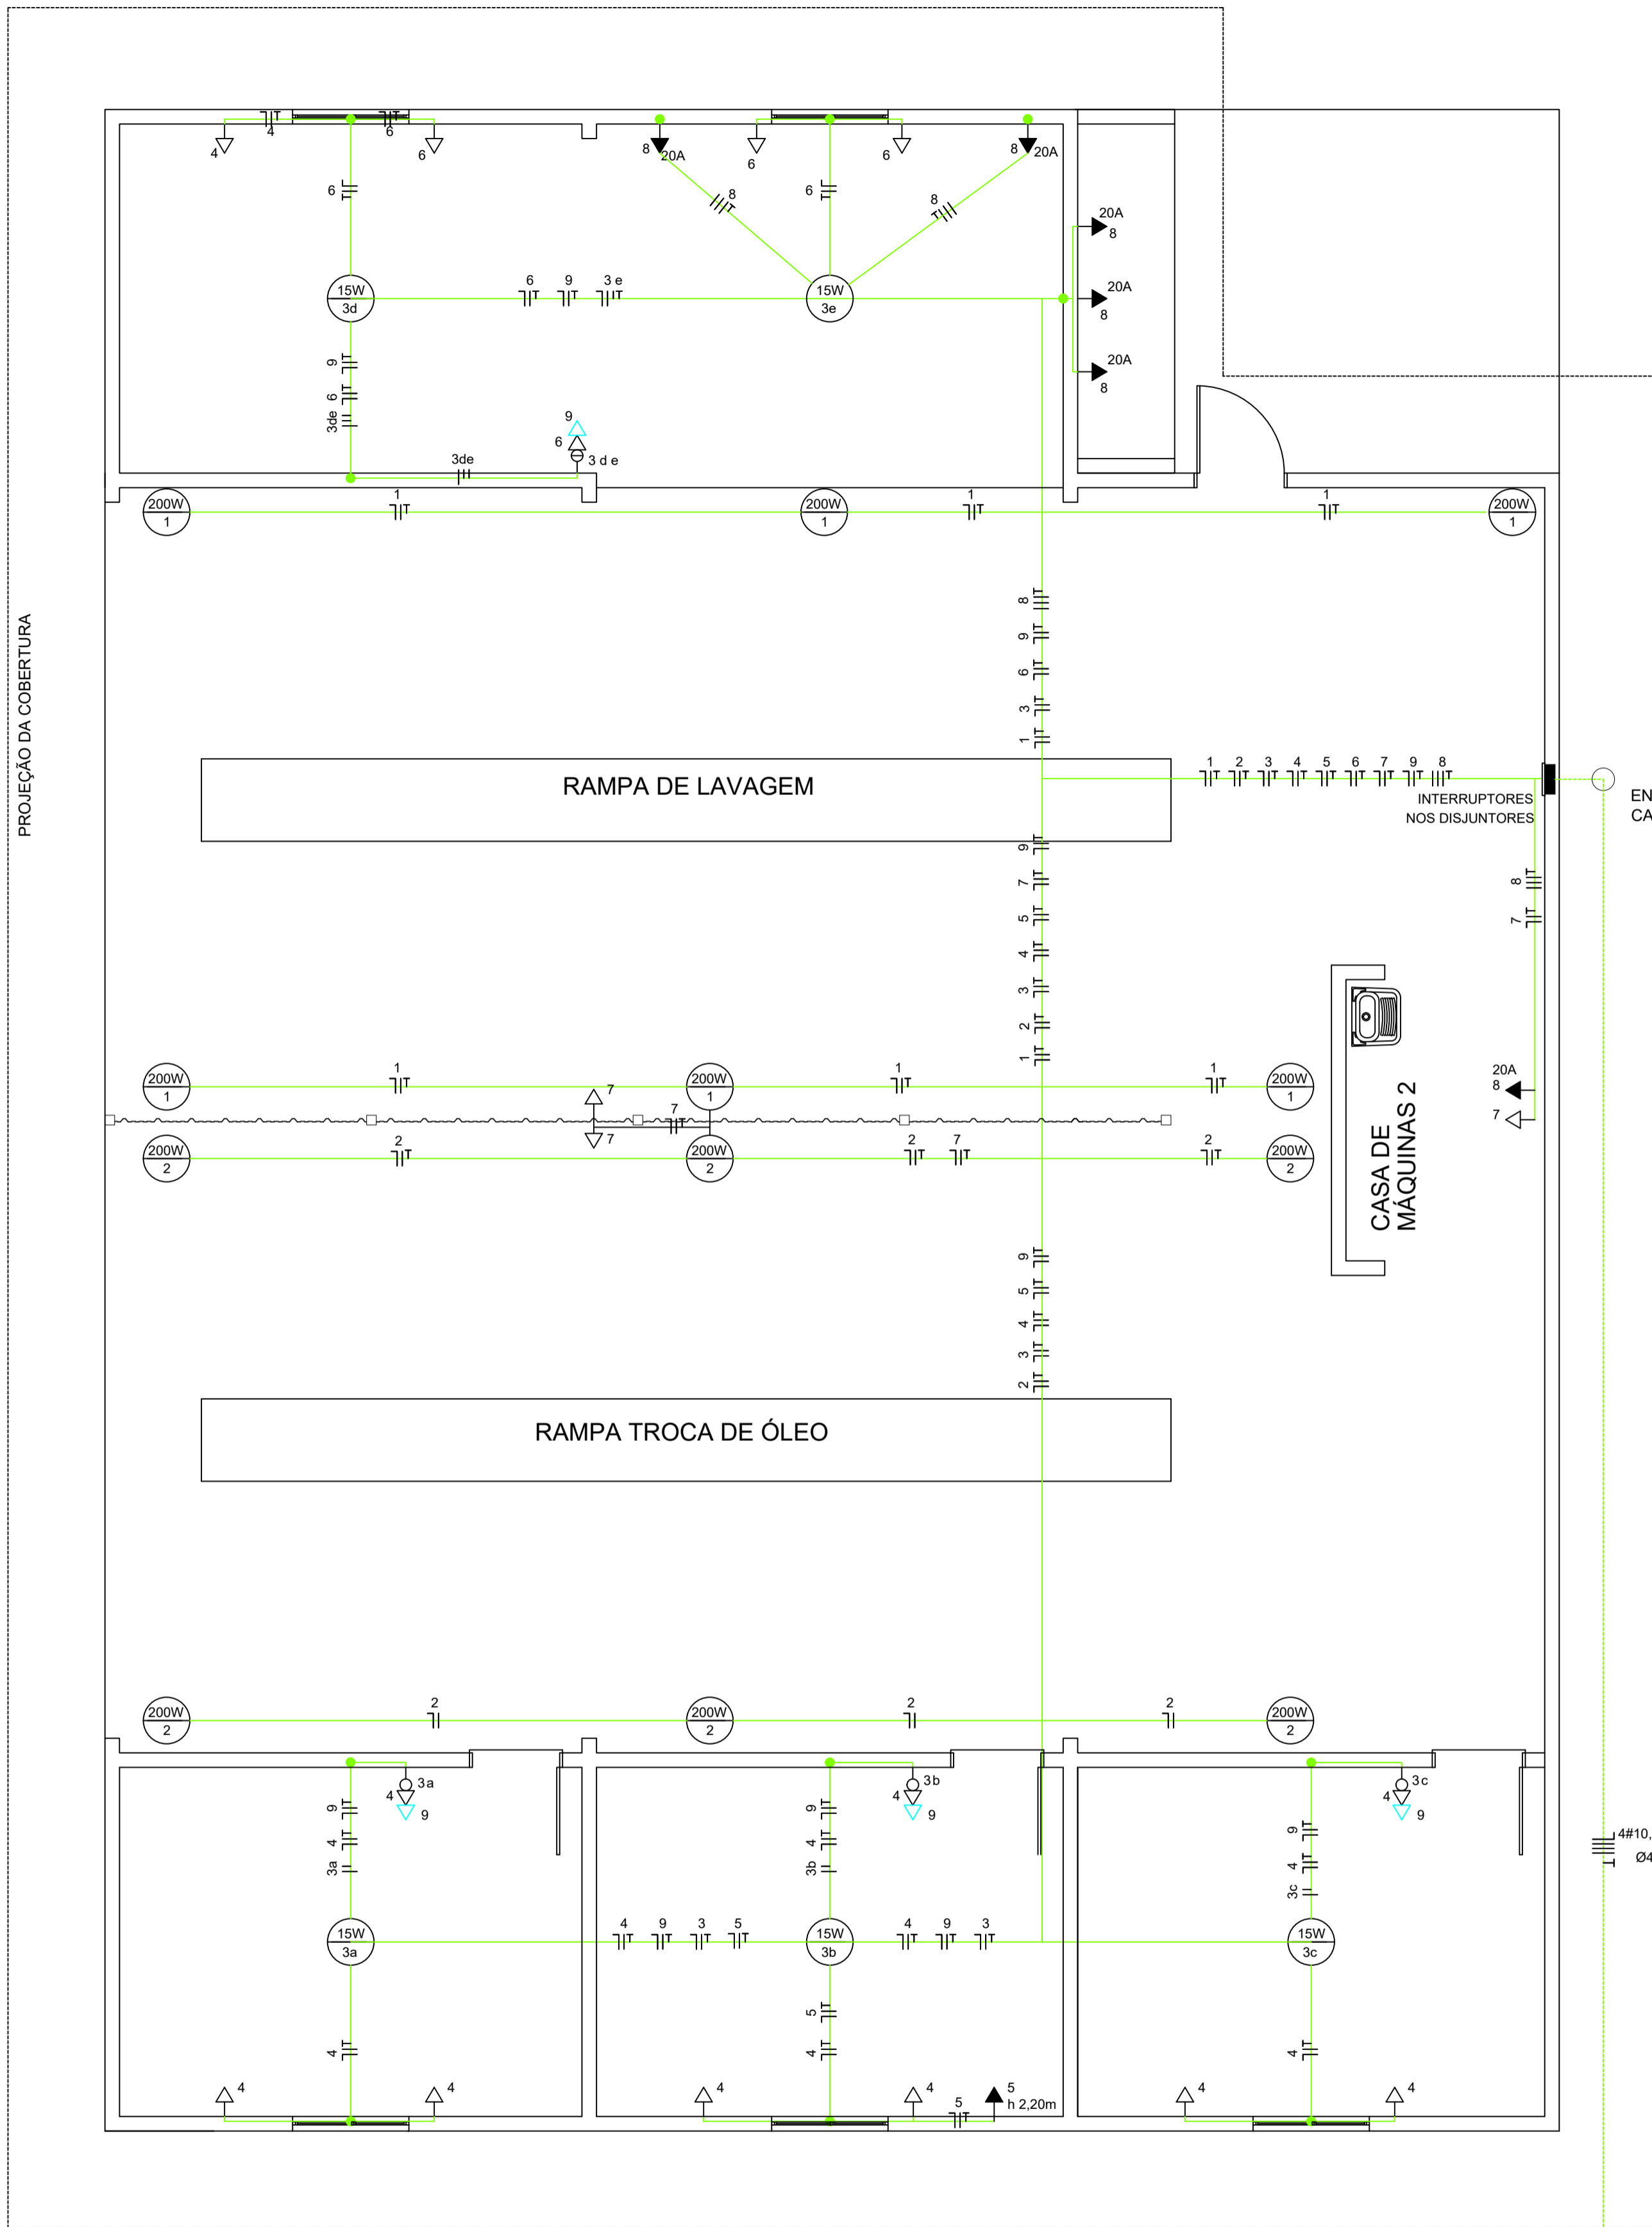 4
6
4
6
8
20A
6
6
8
20A
6
8
6
8
20A
8
20A
8
20A
8
15W
3d
6
9
3 e
15W
3e
9
6
3de
3de
9
6
3 d e
200W
1
1
200W
1
1
1
200W
1
PROJEÇÃO DA COBERTURA
8
9
6
3
1
RAMPA DE LAVAGEM
1
2
3
4
5
6
7
9
8
INTERRUPTORES
NOS DISJUNTORES
EN
CA
9
7
5
4
3
2
1
8
7
20A
8
7
200W
1
1
7
200W
1
1
1
200W
1
7
7
200W
2
2
200W
2
2
7
2
200W
2
CASA DE
MÁQUINAS 2
9
5
4
3
2
RAMPA TROCA DE ÓLEO
200W
2
2
200W
2
2
2
200W
2
3a
4
9
9
4
3a
3b
4
9
9
4
3b
3c
4
9
9
4
3c
4#10,
Ø4
15W
3a
4
9
3
5
15W
3b
4
9
3
15W
3c
4
5
4
4
4
4
4
5
h 2,20m
5
4
4